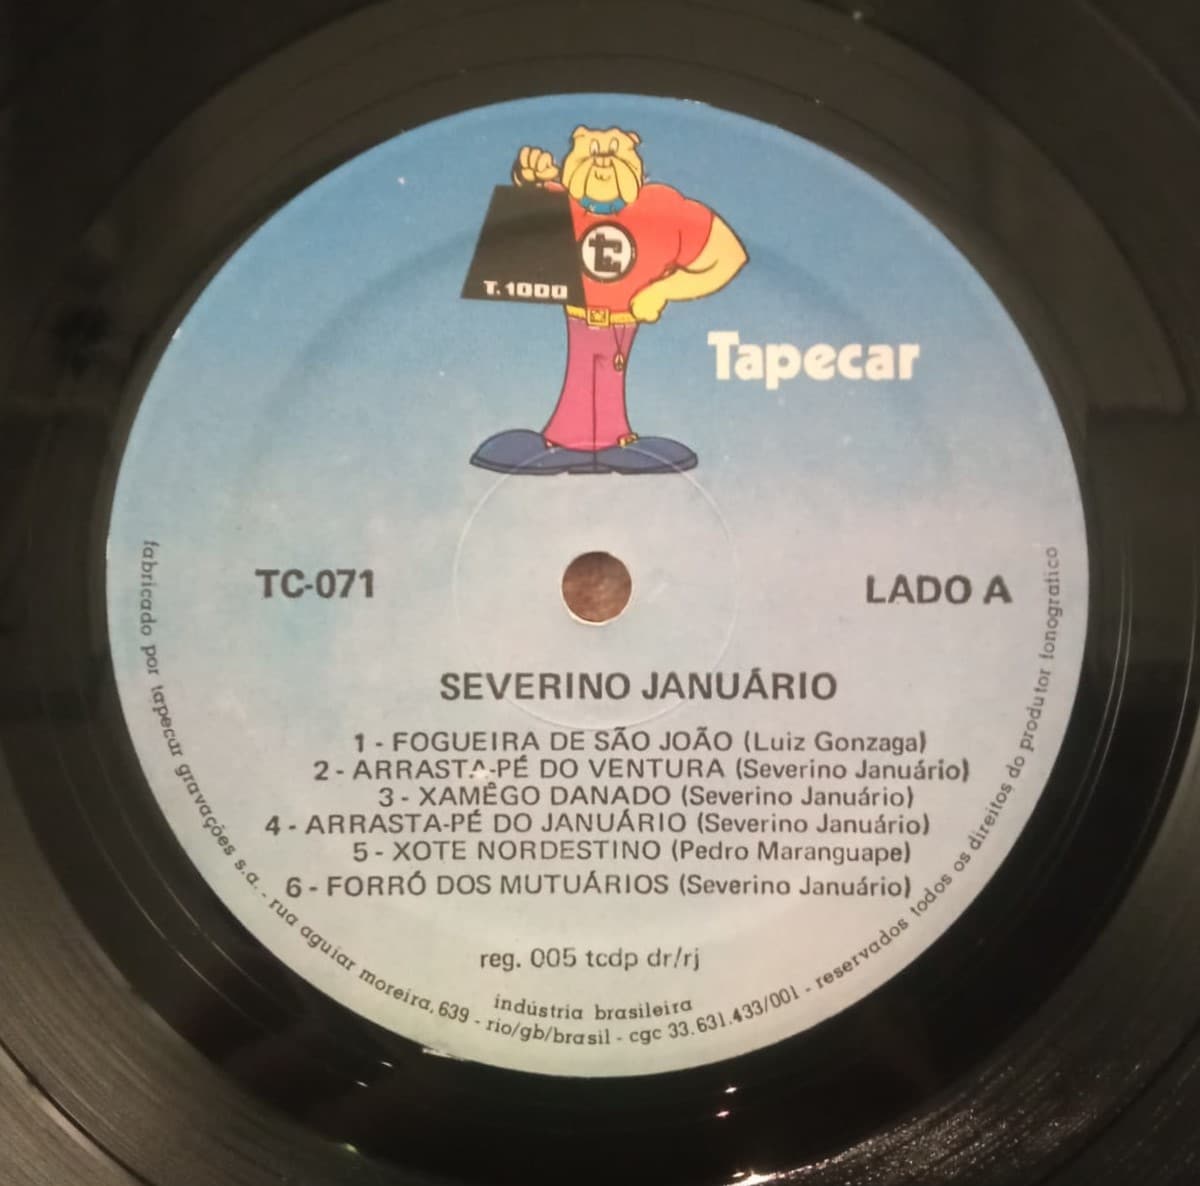 T.1000
tc
Tapecar
TC-071
LADO A
SEVERINO JANUÁRIO
1 - FOGUEIRA DE SÃO JOÃO (Luiz Gonzaga)
2 - ARRASTA-PÉ DO VENTURA (Severino Januário)
3 - XAMÊGO DANADO (Severino Januário)
4 - ARRASTA-PÉ DO JANUÁRIO (Severino Januário)
5 - XOTE NORDESTINO (Pedro Maranguape)
6 - FORRÓ DOS MUTUÁRIOS (Severino Januário)
reg. 005 tcdp dr/rj
indústria brasileira
fabricado por tapecar gravações s.a. - rua aguiar moreira, 639 - rio/gb/brasil - cgc 33.631.433/001 - reservados todos os direitos do produtor fonografico